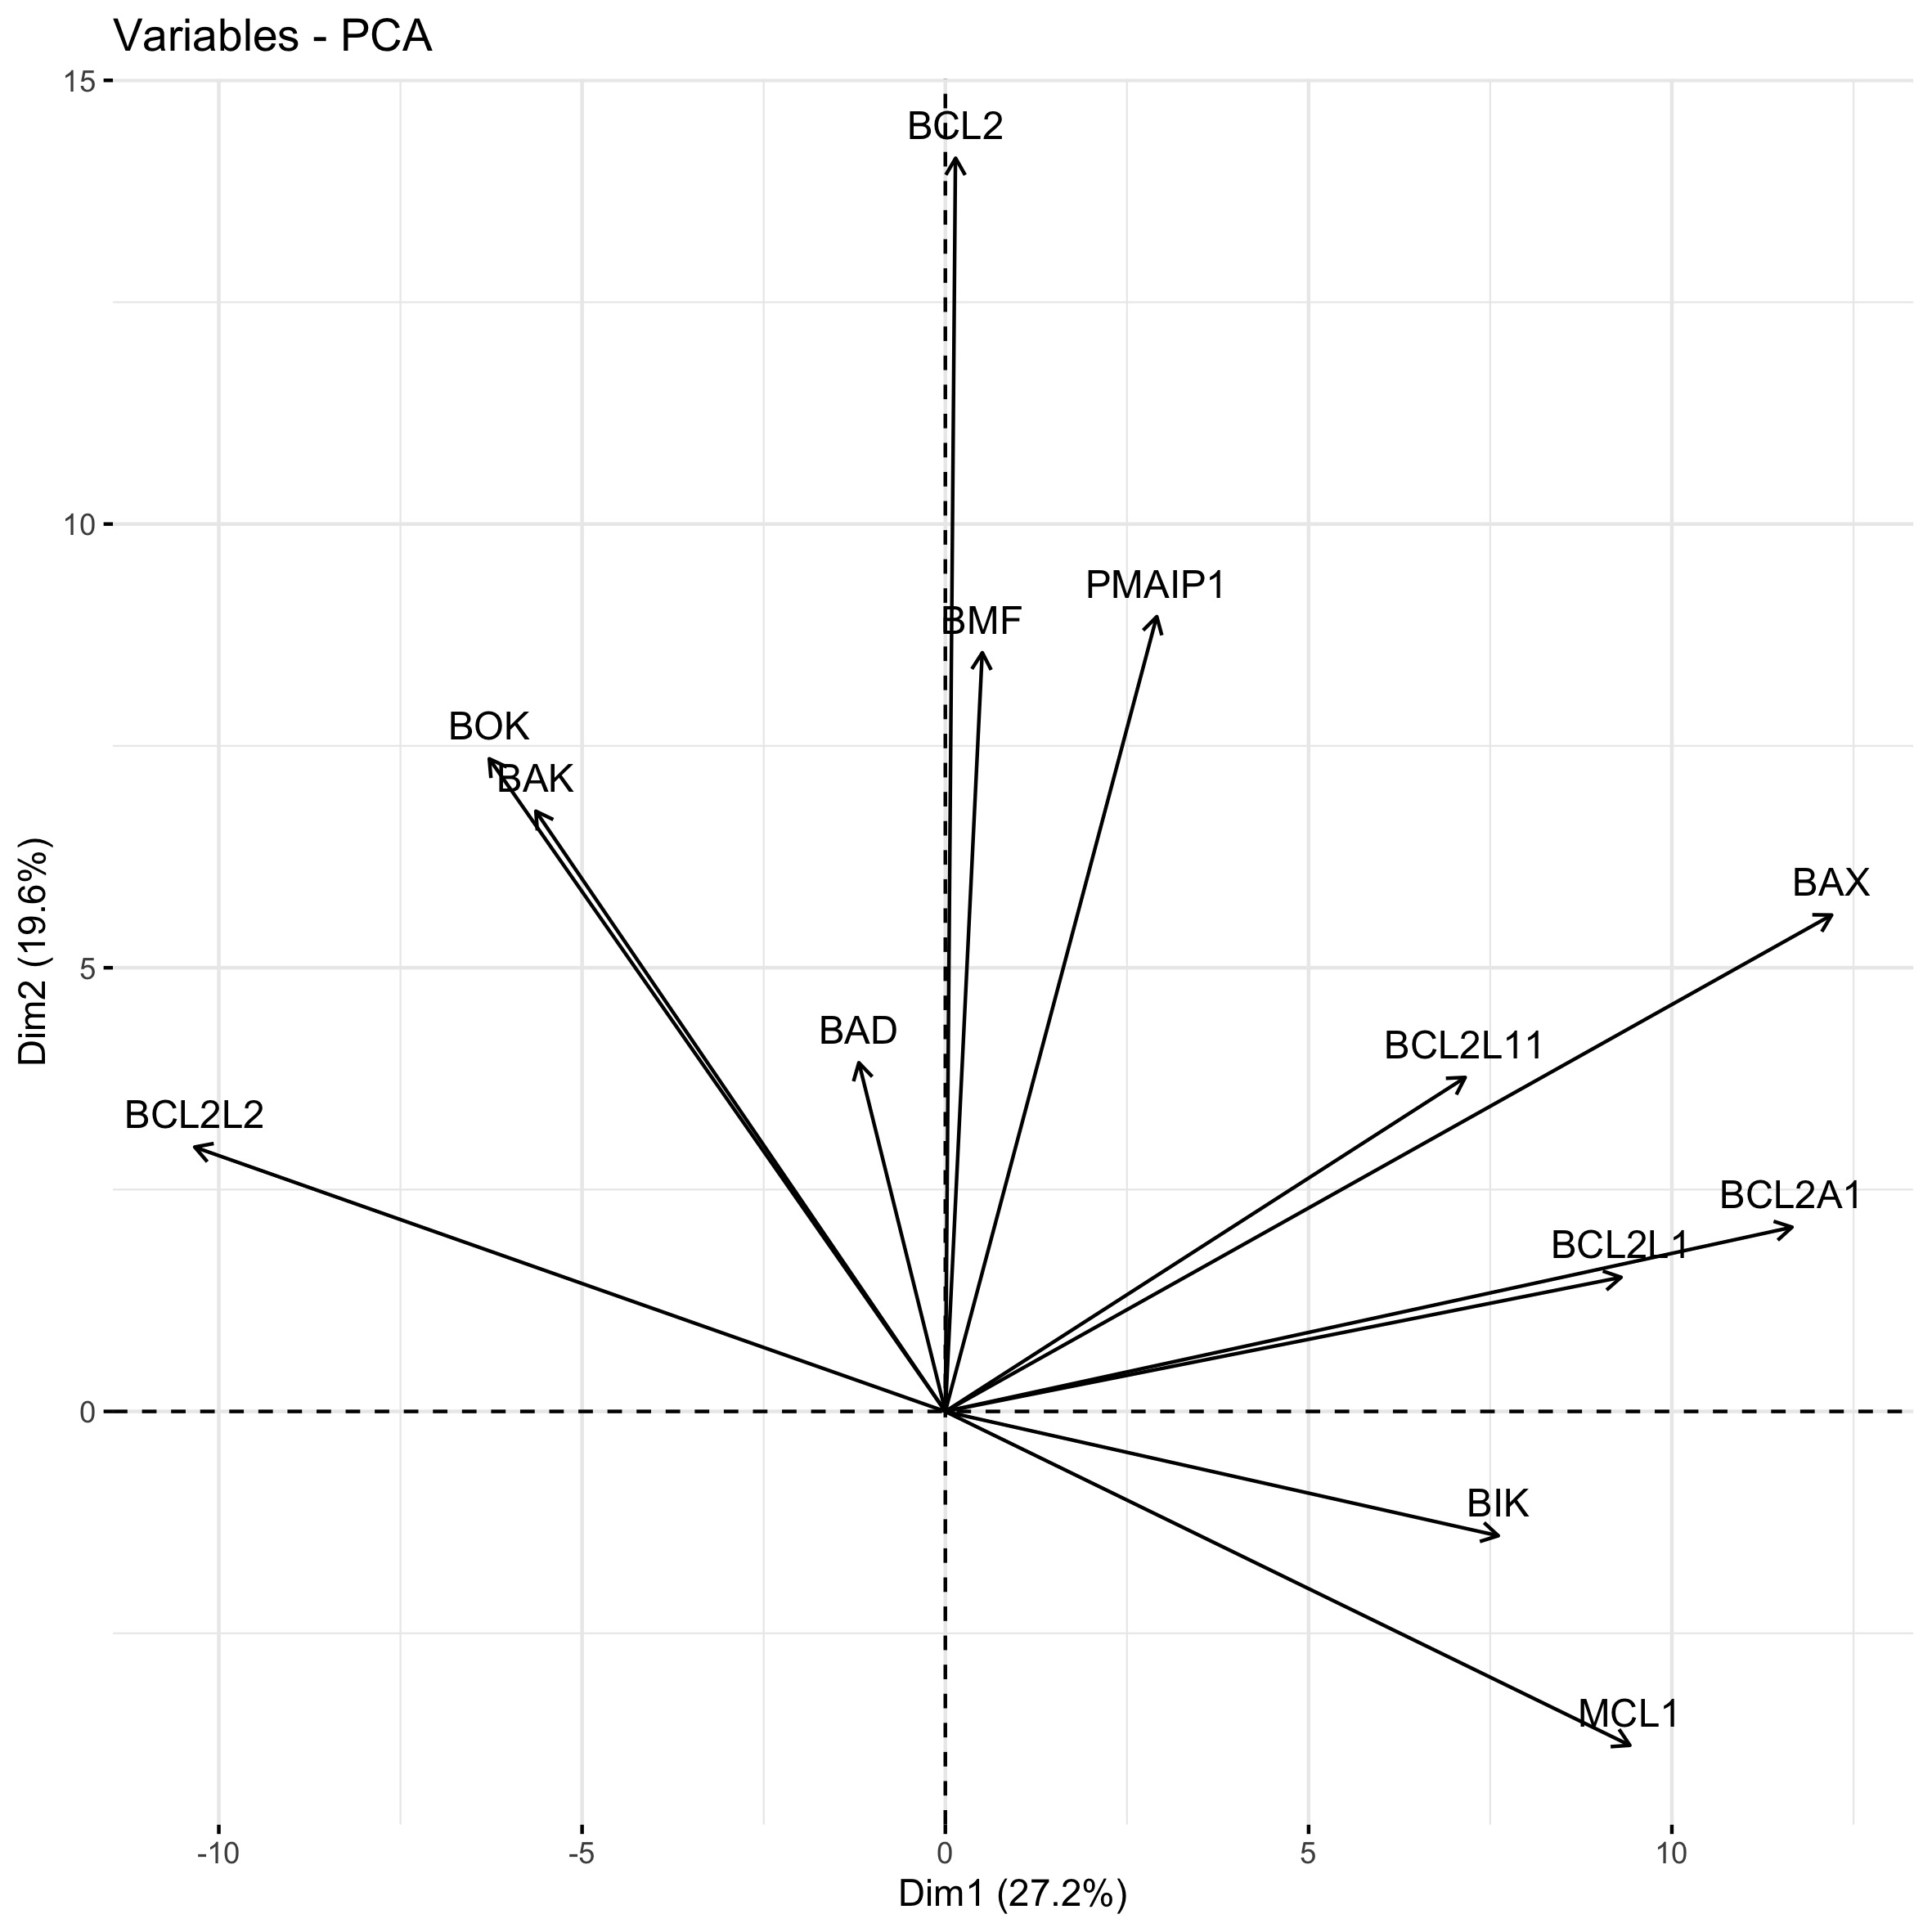 Variables - PCA
15
BCL2
10
PMAIP1
BMF
BOK
BAK
BAX
5
BAD
BCL2L11
BCL2L2
BCL2A1
BCL2L1
0
BIK
MCL1
-10
-5
0
5
10
Dim1 (27.2%)
Dim2 (19.6%)